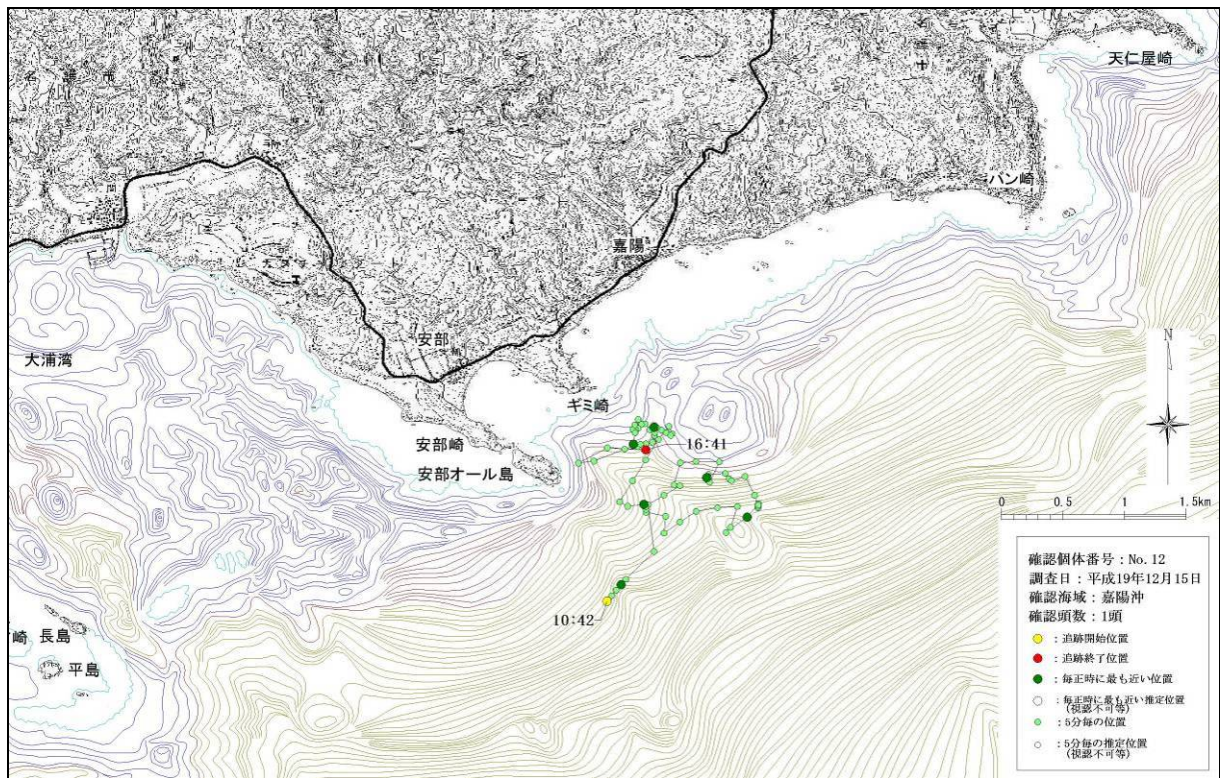 天仁屋崎
バン崎
嘉陽
安部
大浦湾
ギミ崎
安部崎
安部オール島
16:41
N
0 0.5 1 1.5km
10:42
長島
崎
平島
確認個体番号:No.12
調査日:平成19年12月15日
確認海域:嘉陽沖
確認頭数:1頭
:追跡開始位置
:追跡終了位置
:毎正時に最も近い位置
:毎正時に最も近い推定位置
(視認不可等)
:5分毎の位置
:5分毎の推定位置
(視認不可等)